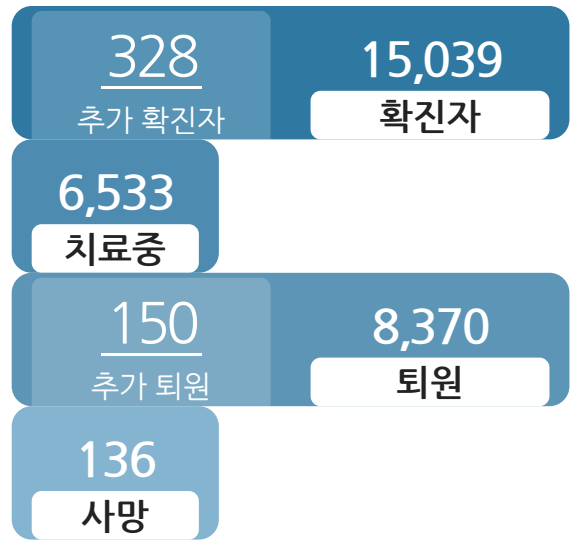 328
추가 확진자
15,039
확진자
6,533
치료중
150
추가 퇴원
8,370
퇴원
136
사망